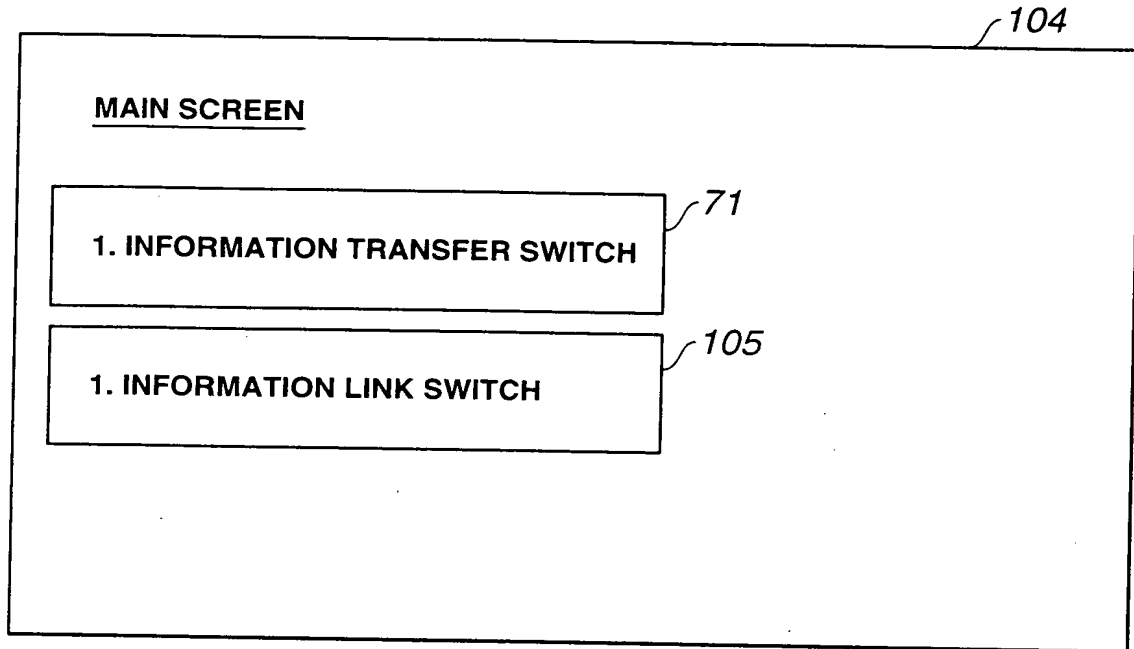 104
MAIN SCREEN
71
1. INFORMATION TRANSFER SWITCH
105
1. INFORMATION LINK SWITCH